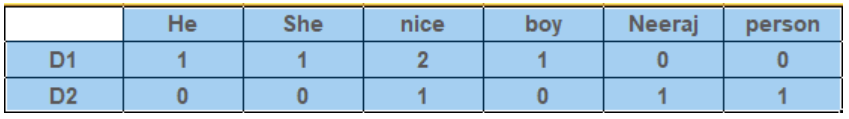 He She nice boy Neeraj person
D1 1 1 2 1 0 0
D2 0 0 1 0 1 1